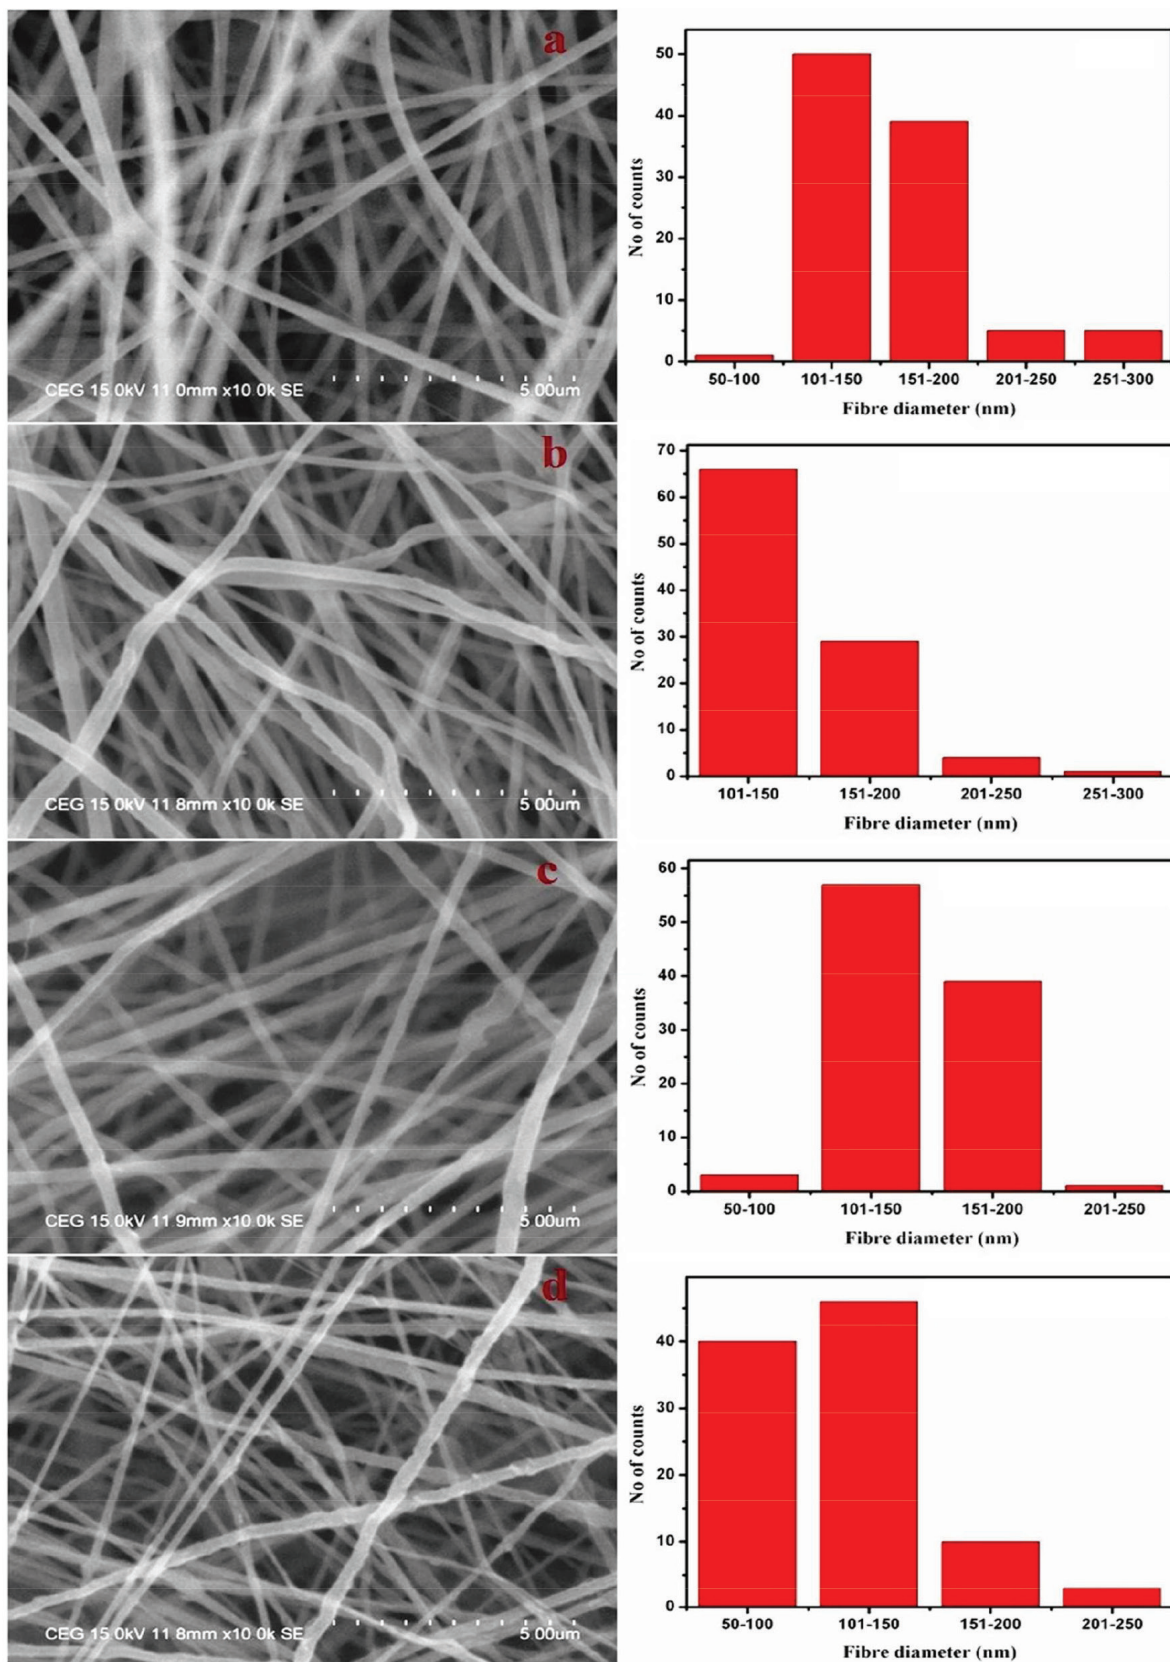 a
CEG 15.0kV 11.0mm x10.0k SE
5.00um
No of counts
50
40
30
20
10
0
50-100 101-150 151-200 201-250 251-300
Fibre diameter (nm)
b
CEG 15.0kV 11.8mm x10.0k SE
5.00um
No of counts
70
60
50
40
30
20
10
0
101-150 151-200 201-250 251-300
Fibre diameter (nm)
c
CEG 15.0kV 11.9mm x10.0k SE
5.00um
No of counts
60
50
40
30
20
10
0
50-100 101-150 151-200 201-250
Fibre diameter (nm)
d
CEG 15.0kV 11.8mm x10.0k SE
5.00um
No of counts
40
30
20
10
0
50-100 101-150 151-200 201-250
Fibre diameter (nm)